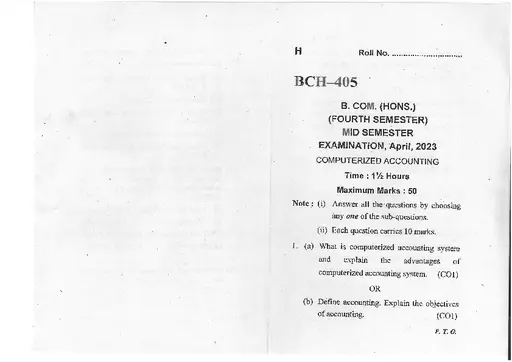 H Roll No. ..............................
BCH–405
B. COM. (HONS.)
(FOURTH SEMESTER)
MID SEMESTER
EXAMINATION, April, 2023
COMPUTERIZED ACCOUNTING
Time : 1½ Hours
Maximum Marks : 50
Note : (i) Answer all the questions by choosing
any one of the sub-questions.
(ii) Each question carries 10 marks.
1. (a) What is computerized accounting system
and explain the advantages of
computerized accounting system. (CO1)
OR
(b) Define accounting. Explain the objectives
of accounting. (CO1)
P. T. O.